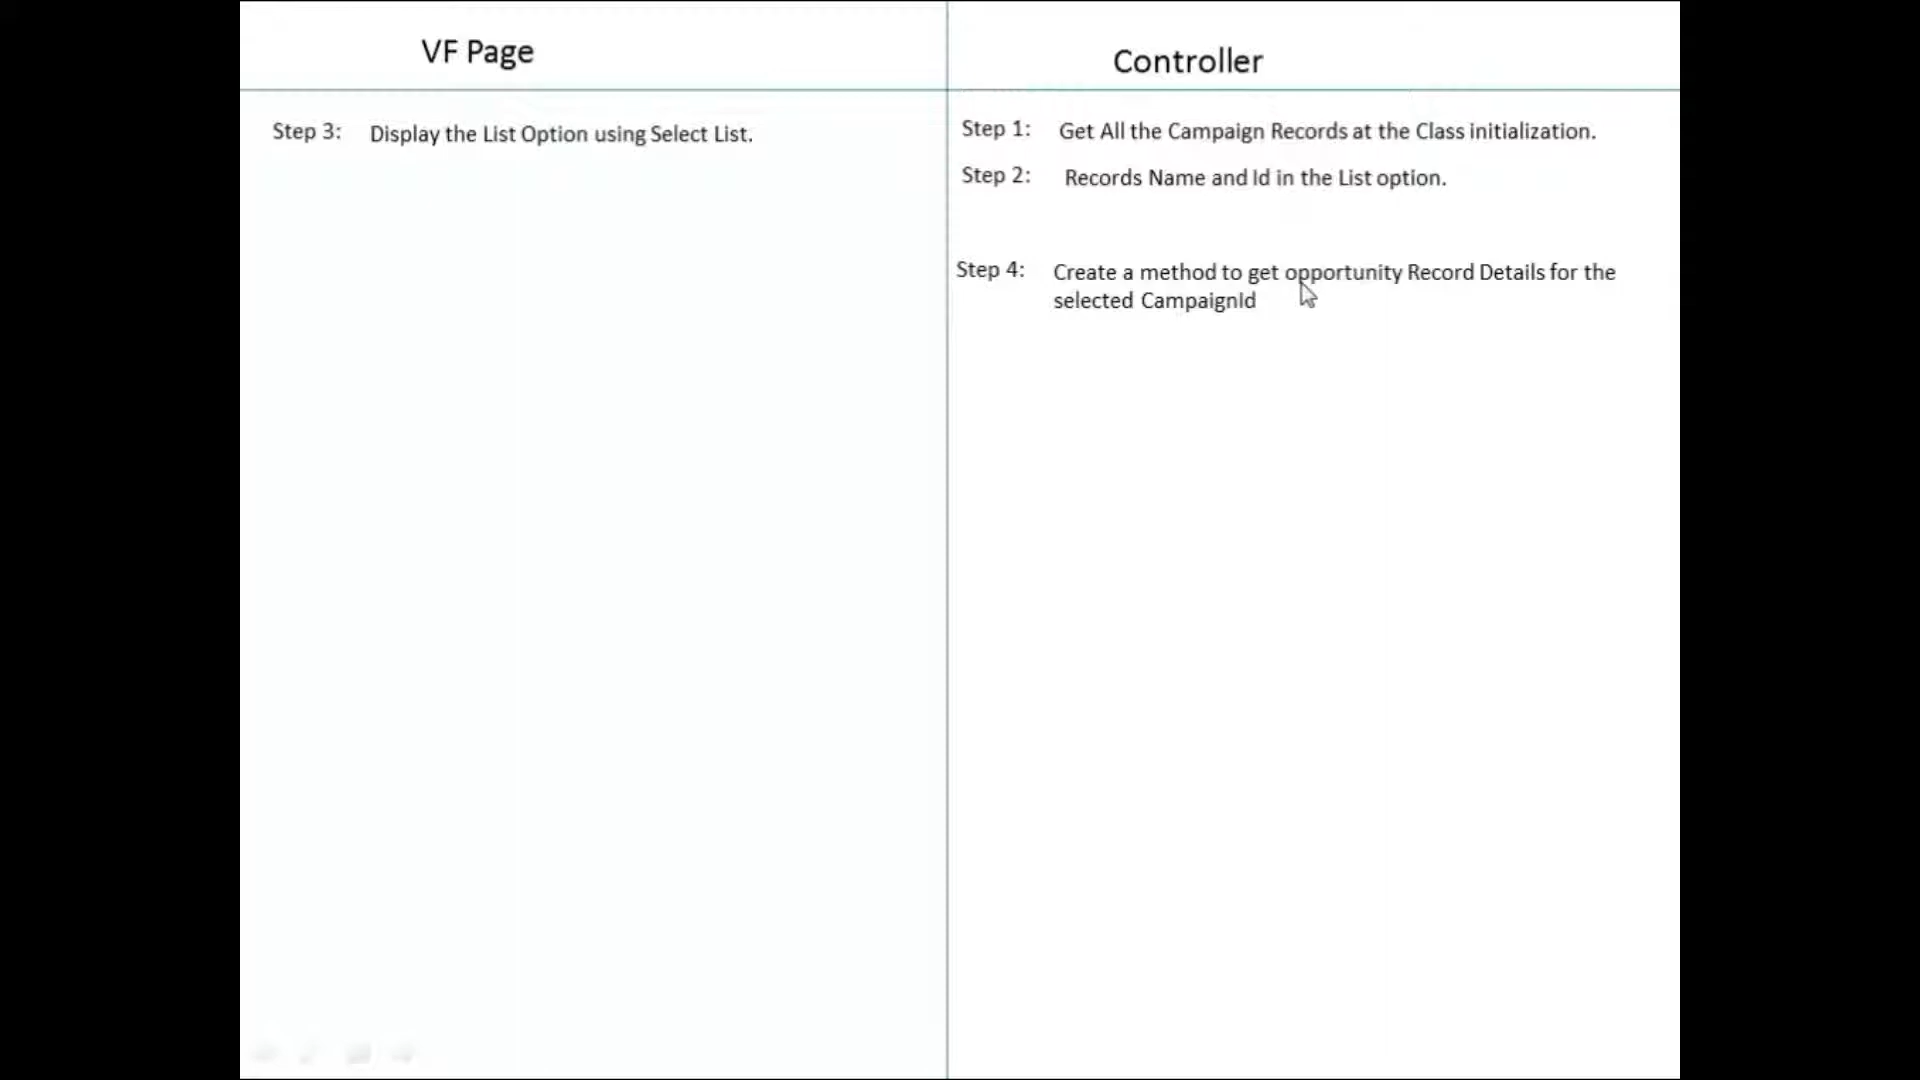 VF Page
Step 3: Display the List Option using Select List.
Controller
Step 1: Get All the Campaign Records at the Class initialization.
Step 2: Records Name and Id in the List option.
Step 4: Create a method to get opportunity Record Details for the
selected CampaignId